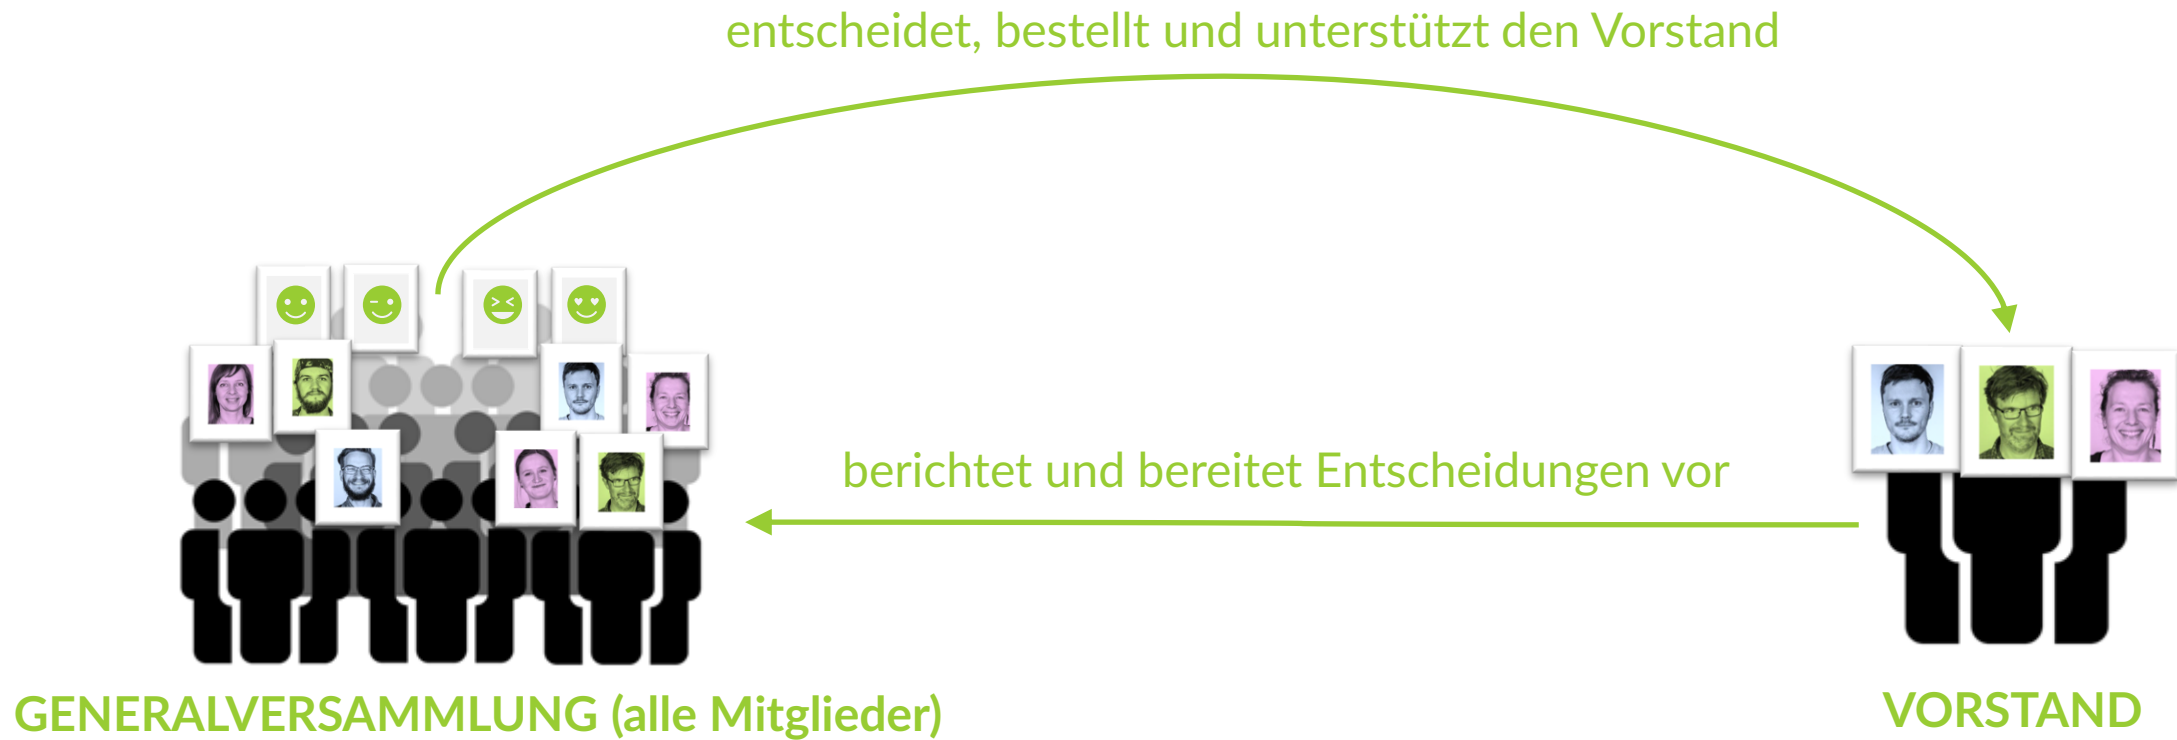 entscheidet, bestellt und unterstützt den Vorstand
berichtet und bereitet Entscheidungen vor
GENERALVERSAMMLUNG (alle Mitglieder)
VORSTAND